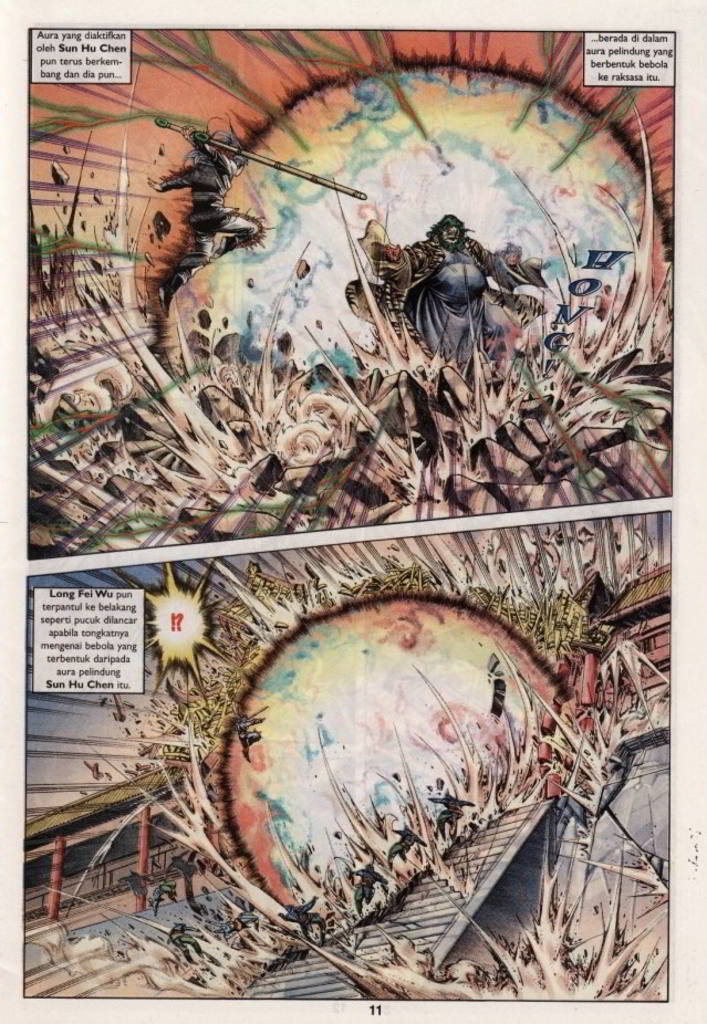 Aura yang diaktifkan
oleh Sun Hu Chen
pun terus berkem-
bang dan dia pun...
...berada di dalam
aura pelindung yang
berbentuk bebola
ke raksasa itu.
HONG!
Long Fei Wu pun
terpantul ke belakang
seperti pucuk dilancar
apabila tongkatnya
mengenai bebola yang
terbentuk daripada
aura pelindung
Sun Hu Chen itu.
!?
11